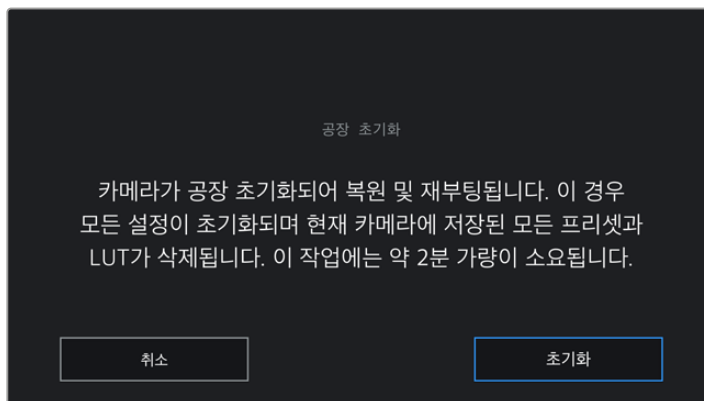 공장 초기화
카메라가 공장 초기화되어 복원 및 재부팅됩니다. 이 경우
모든 설정이 초기화되며 현재 카메라에 저장된 모든 프리셋과
LUT가 삭제됩니다. 이 작업에는 약 2분 가량이 소요됩니다.
취소
초기화